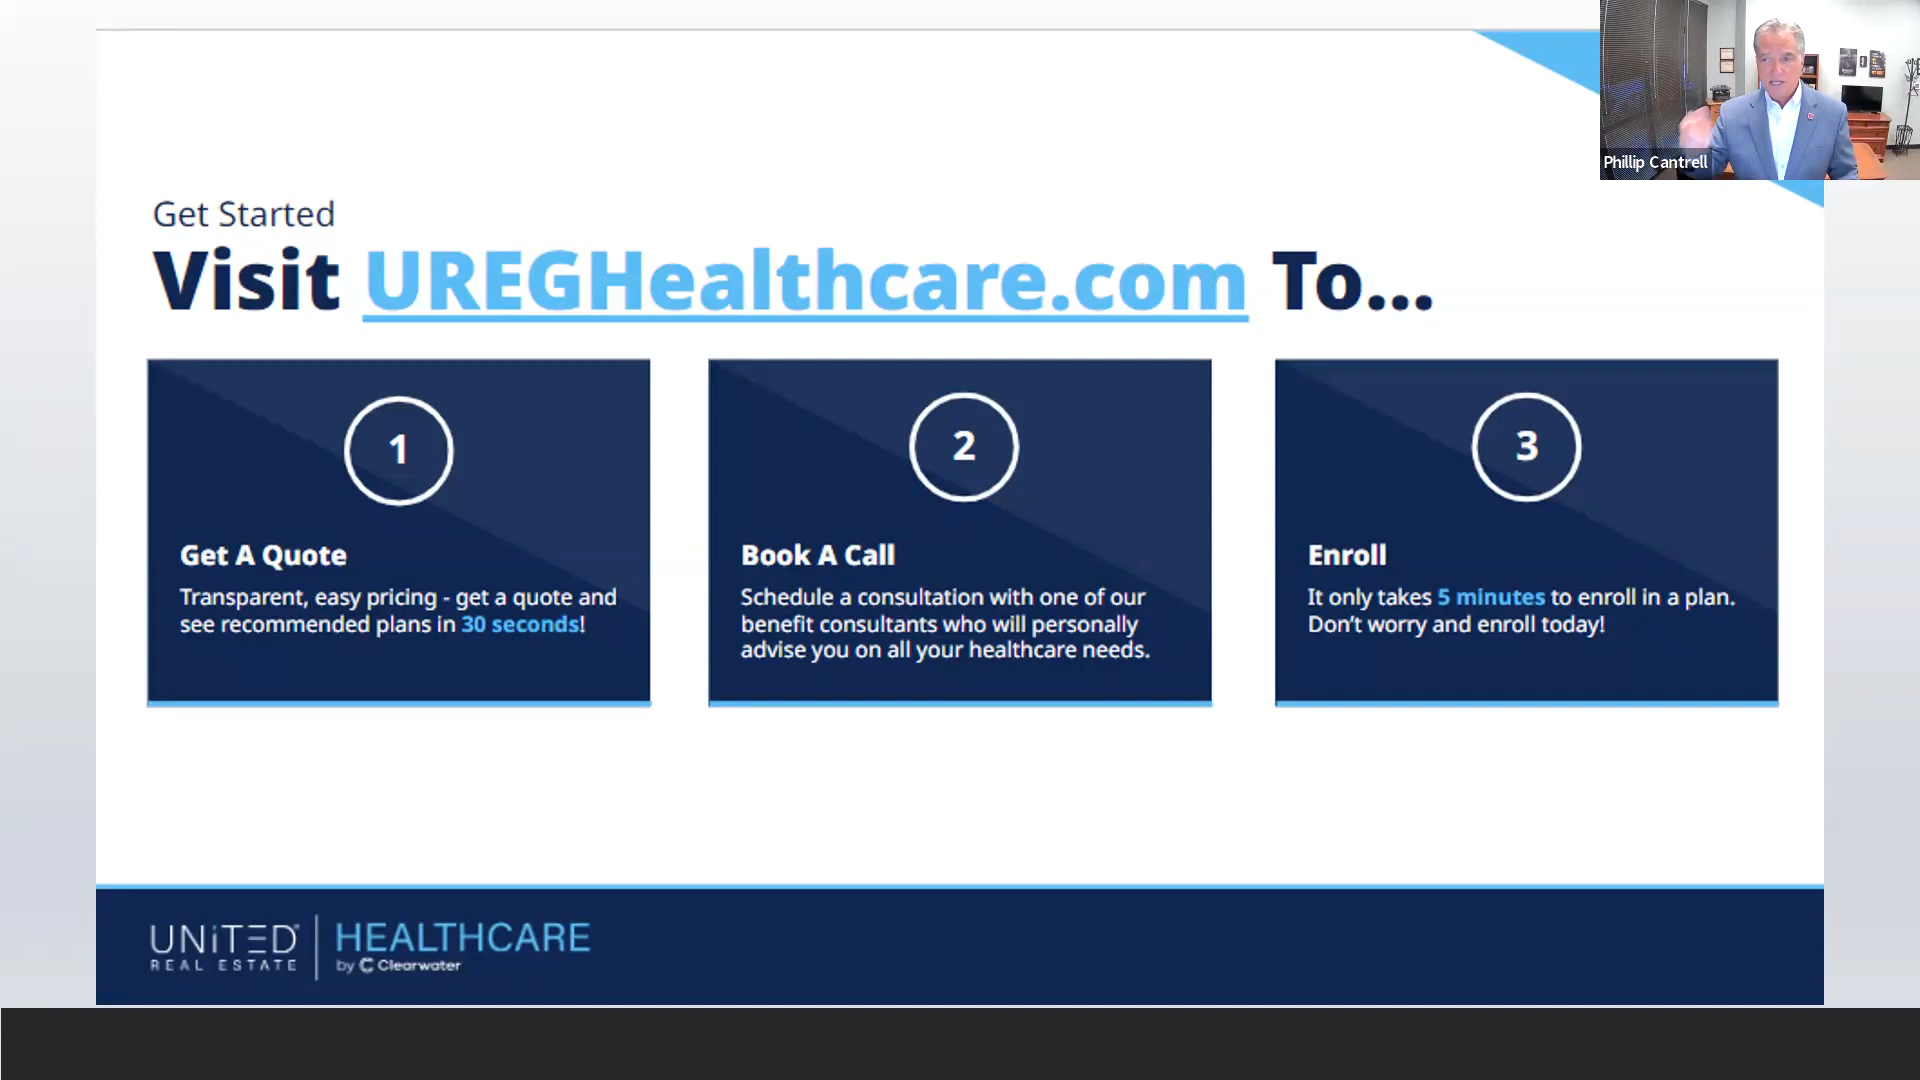 Phillip Cantrell
Get Started
Visit UREGHealthcare.com To...
1
Get A Quote
Transparent, easy pricing - get a quote and
see recommended plans in 30 seconds!
2
Book A Call
Schedule a consultation with one of our
benefit consultants who will personally
advise you on all your healthcare needs.
3
Enroll
It only takes 5 minutes to enroll in a plan.
Don't worry and enroll today!
UNITED
REAL ESTATE
HEALTHCARE
by Clearwater